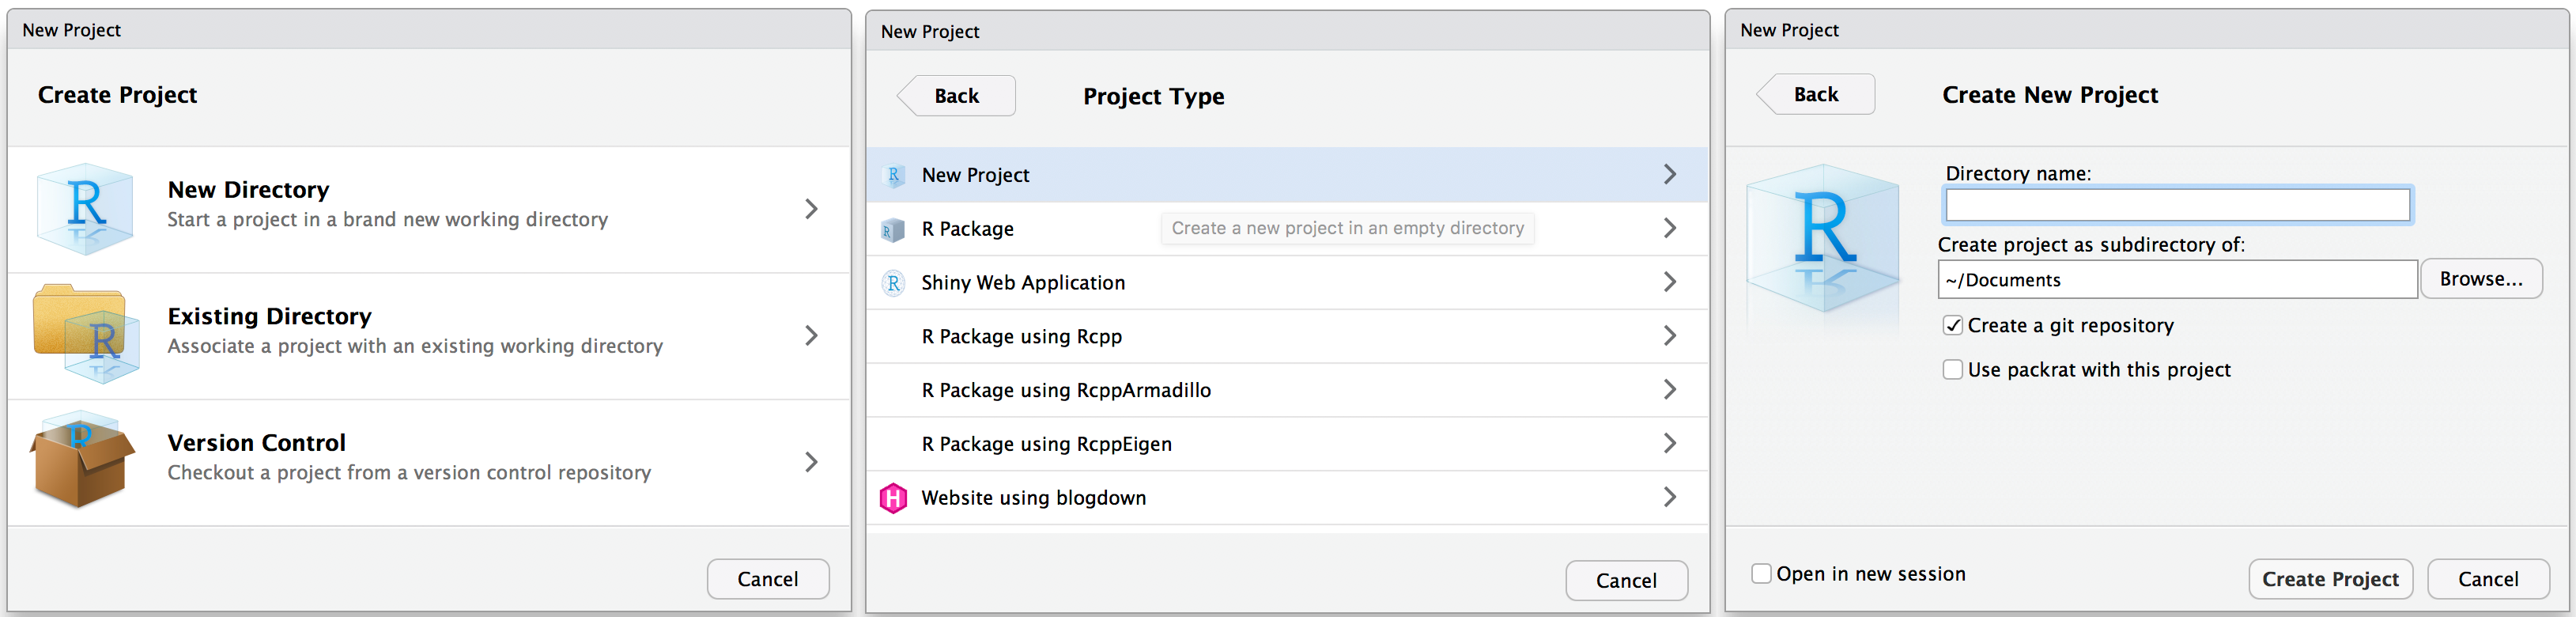 New Project
Create Project
New Directory
Start a project in a brand new working directory
Existing Directory
Associate a project with an existing working directory
Version Control
Checkout a project from a version control repository
Cancel
New Project
Back
Project Type
New Project
R Package
Create a new project in an empty directory
Shiny Web Application
R Package using Rcpp
R Package using RcppArmadillo
R Package using RcppEigen
Website using blogdown
Cancel
New Project
Back
Create New Project
Directory name:
Create project as subdirectory of:
~/Documents
Browse...
Create a git repository
Use packrat with this project
Open in new session
Create Project
Cancel